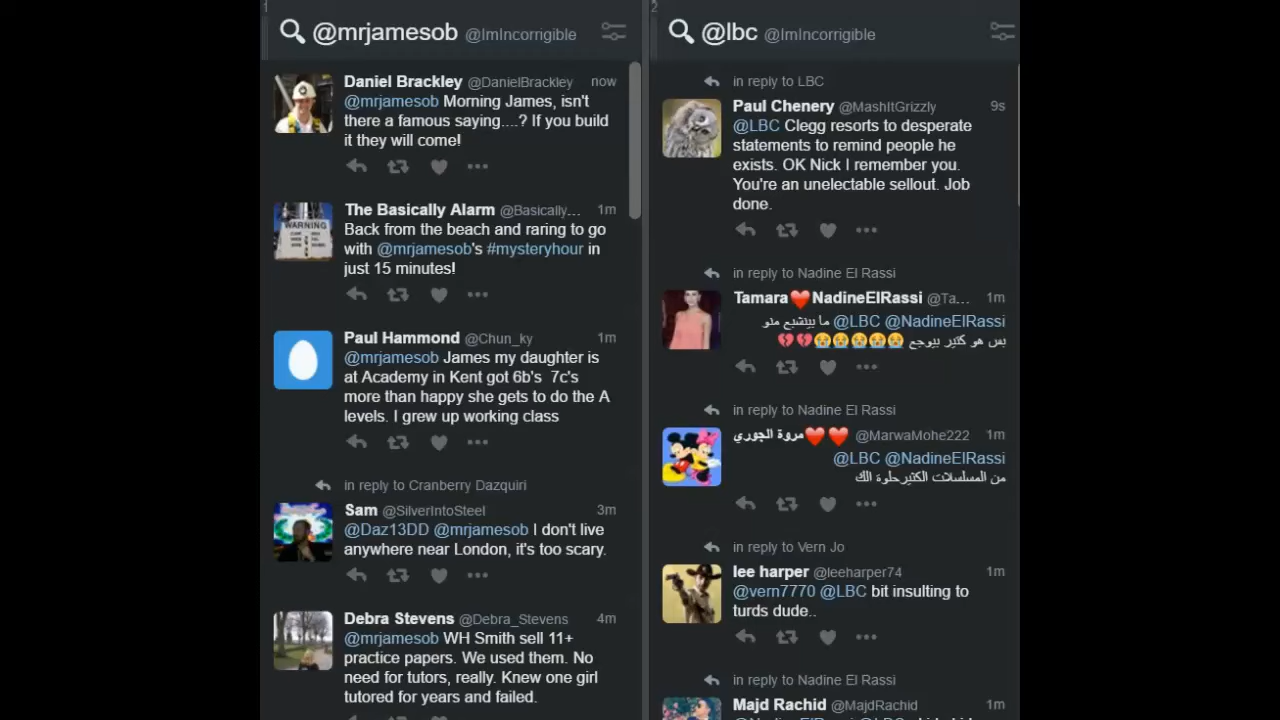 1
@mrjamesob @ImIncorrigible
Daniel Brackley @DanielBrackley now
@mrjamesob Morning James, isn't
there a famous saying....? If you build
it they will come!
WARNING
The Basically Alarm @Basically... 1m
Back from the beach and raring to go
with @mrjamesob's #mysteryhour in
just 15 minutes!
Paul Hammond @Chun_ky 1m
@mrjamesob James my daughter is
at Academy in Kent got 6b's 7c's
more than happy she gets to do the A
levels. I grew up working class
in reply to Cranberry Dazquiri
Sam @SilverIntoSteel 3m
@Daz13DD @mrjamesob I don't live
anywhere near London, it's too scary.
Debra Stevens @Debra_Stevens 4m
@mrjamesob WH Smith sell 11+
practice papers. We used them. No
need for tutors, really. Knew one girl
tutored for years and failed.
2
@lbc @ImIncorrigible
in reply to LBC
Paul Chenery @MashItGrizzly 9s
@LBC Clegg resorts to desperate
statements to remind people he
exists. OK Nick I remember you.
You're an unelectable sellout. Job
done.
in reply to Nadine El Rassi
Tamara❤️NadineElRassi @Ta... 1m
@LBC @NadineElRassi ما بينشبع منو
بس هو كتير بيوجع 😭😭😭😭😭💔💔
in reply to Nadine El Rassi
مروة الجوري❤️❤️ @MarwaMohe222 1m
@LBC @NadineElRassi
من المسلسلات الكتيرحلوة الك
in reply to Vern Jo
lee harper @leeharper74 1m
@vern7770 @LBC bit insulting to
turds dude..
in reply to Nadine El Rassi
Majd Rachid @MajdRachid 1m